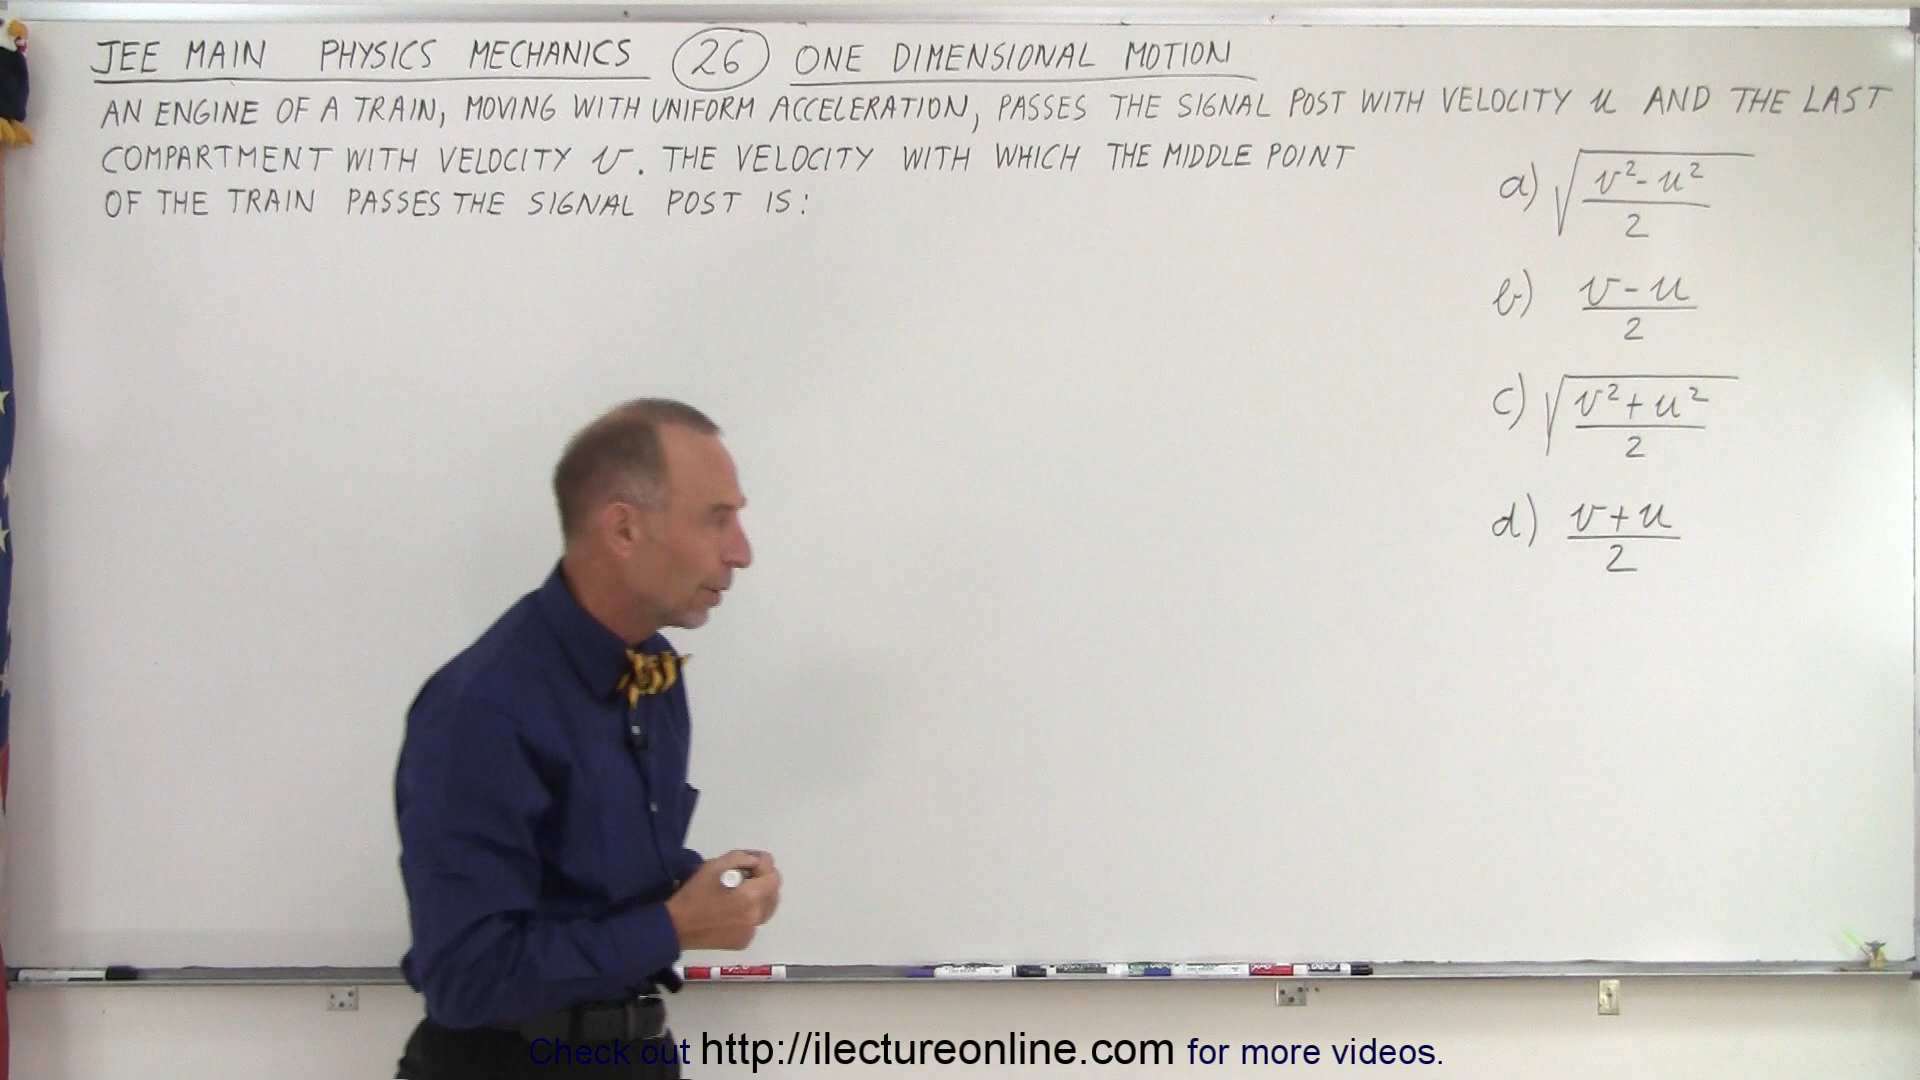 JEE MAIN PHYSICS MECHANICS 26 ONE DIMENSIONAL MOTION
AN ENGINE OF A TRAIN, MOVING WITH UNIFORM ACCELERATION, PASSES THE SIGNAL POST WITH VELOCITY u AND THE LAST
COMPARTMENT WITH VELOCITY v. THE VELOCITY WITH WHICH THE MIDDLE POINT
OF THE TRAIN PASSES THE SIGNAL POST IS:
a) √((v²-u²)/2)
b) (v-u)/2
c) √((v²+u²)/2)
d) (v+u)/2
Check out http://ilectureonline.com for more videos.